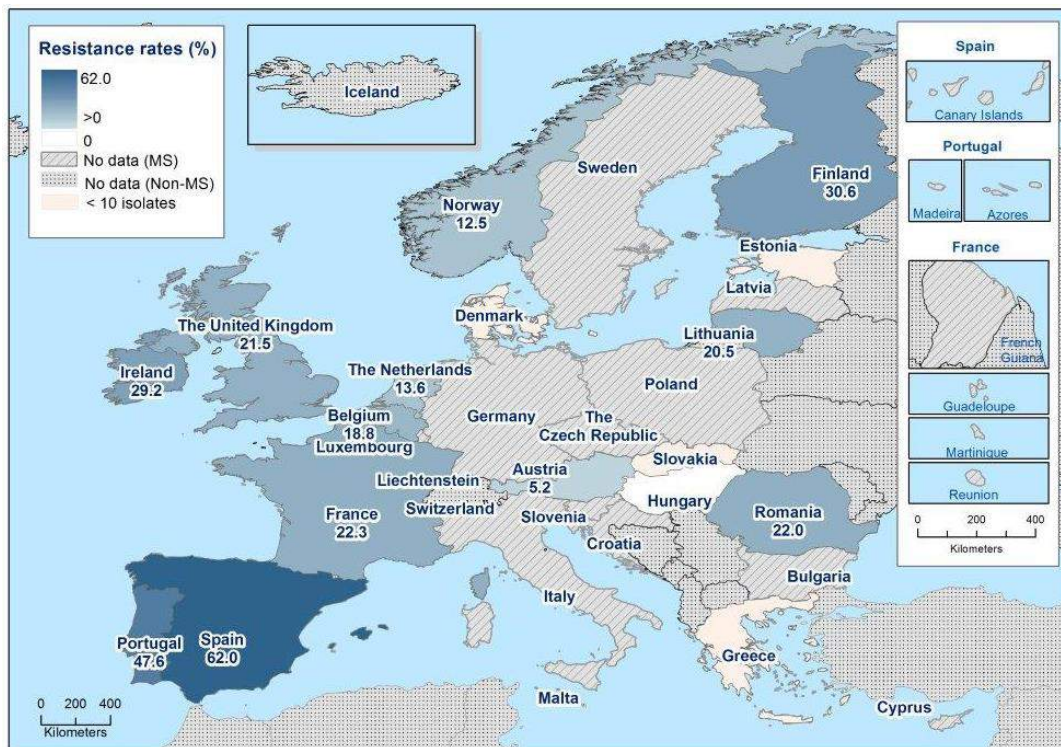 Resistance rates (%)
62.0
>0
0
No data (MS)
No data (Non-MS)
< 10 isolates
Iceland
Sweden
Finland
30.6
Norway
12.5
Estonia
Latvia
Denmark
Lithuania
20.5
The United Kingdom
21.5
Ireland
29.2
The Netherlands
13.6
Poland
Germany
Belgium
18.8
The
Czech Republic
Luxembourg
Slovakia
Austria
5.2
Liechtenstein
Hungary
Switzerland
France
22.3
Romania
22.0
Slovenia
Croatia
Bulgaria
Italy
Portugal
47.6
Spain
62.0
Greece
Malta
Cyprus
0 200 400
Kilometers
Spain
Canary Islands
Portugal
Madeira
Azores
France
French
Guiana
Guadeloupe
Martinique
Reunion
0 200 400
Kilometers